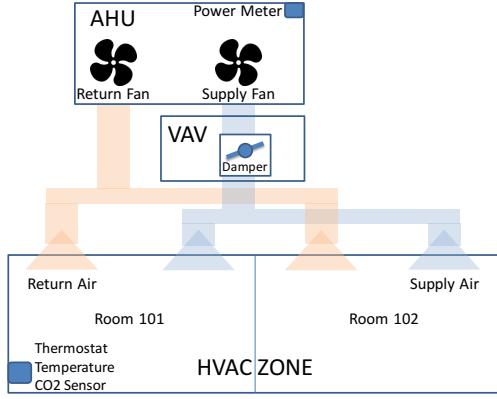 AHU
Power Meter
Return Fan
Supply Fan
VAV
Damper
Return Air
Supply Air
Room 101
Room 102
Thermostat
Temperature
CO2 Sensor
HVAC ZONE